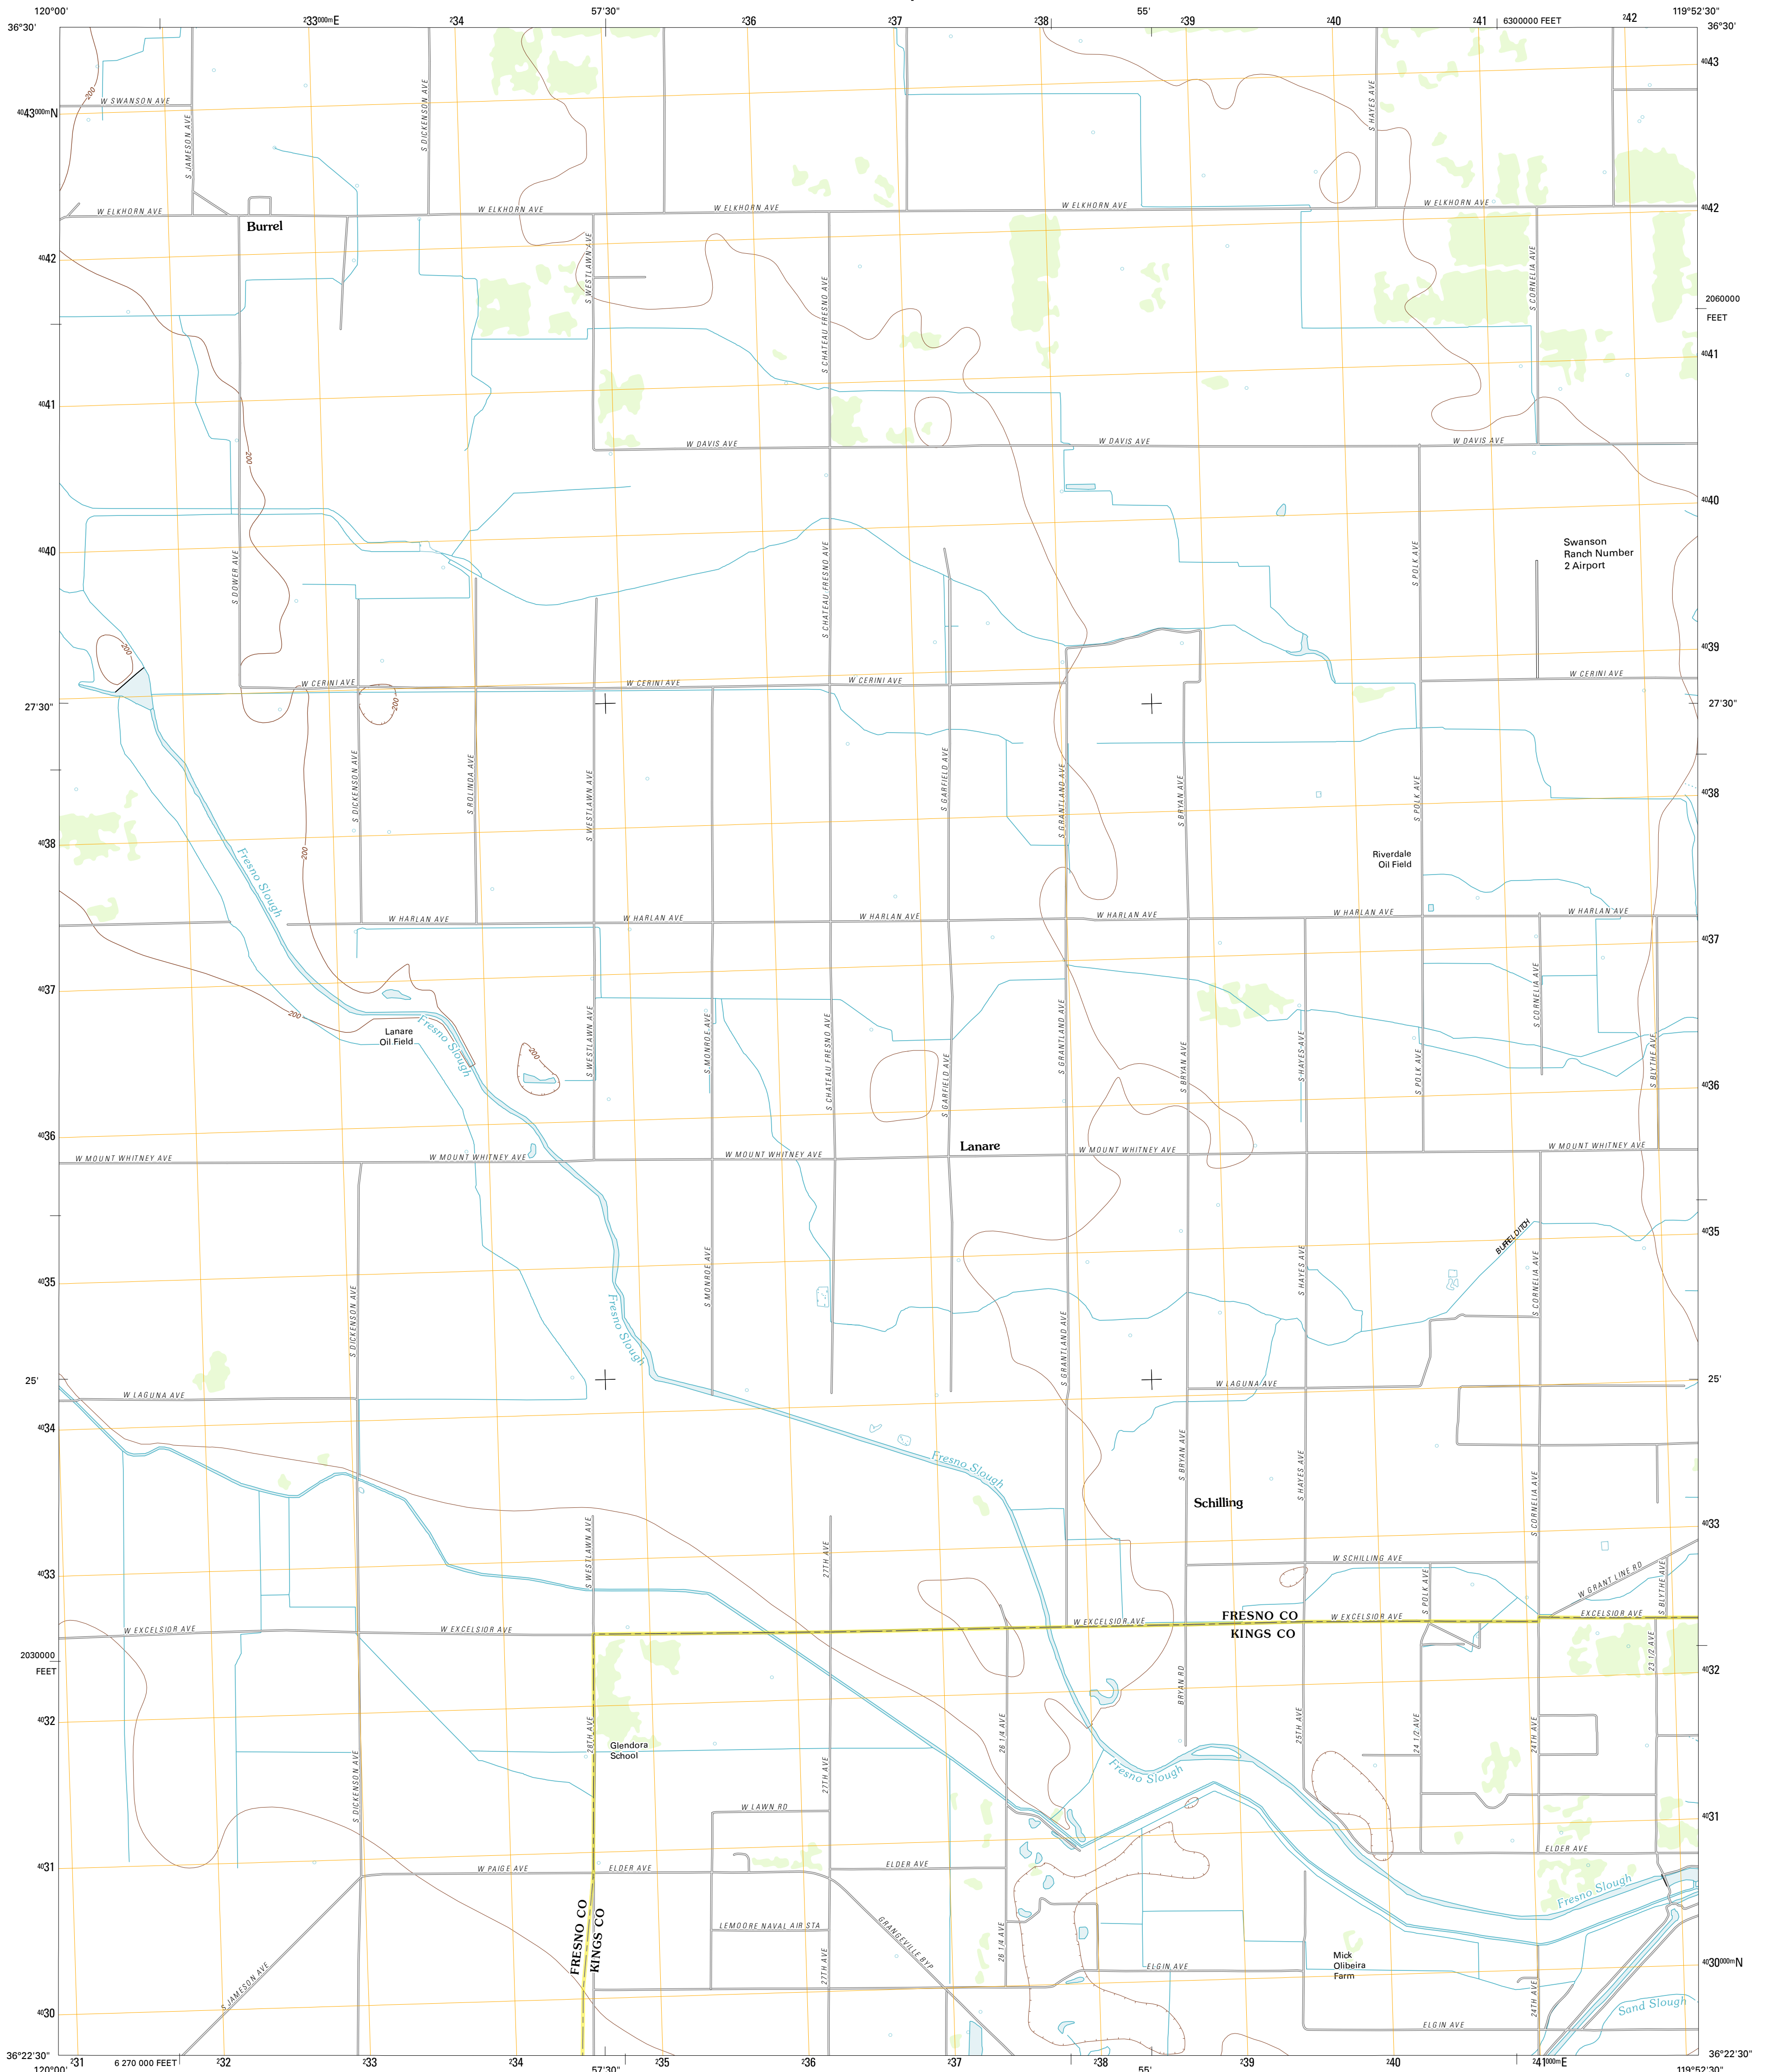 120°00'
²33⁰⁰⁰ᵐE
²34
57'30"
²36
²37
²38
55'
²39
²40
²41
6300000 FEET
²42
119°52'30"
36°30'
36°30'
200
W SWANSON AVE
⁴⁰43⁰⁰⁰ᵐN
⁴⁰43
S JAMESON AVE
S DICKENSON AVE
S HAYES AVE
W ELKHORN AVE
W ELKHORN AVE
W ELKHORN AVE
W ELKHORN AVE
W ELKHORN AVE
⁴⁰42
Burrel
⁴⁰42
S WESTLAWN AVE
S CHATEAU FRESNO AVE
S CORNELIA AVE
2060000
FEET
⁴⁰41
⁴⁰41
W DAVIS AVE
W DAVIS AVE
W DAVIS AVE
200
⁴⁰40
⁴⁰40
Swanson
Ranch Number
2 Airport
S DOWER AVE
S CHATEAU FRESNO AVE
S POLK AVE
200
⁴⁰39
W CERINI AVE
W CERINI AVE
W CERINI AVE
W CERINI AVE
200
27'30"
27'30"
S DICKENSON AVE
S ROLINDA AVE
S WESTLAWN AVE
S GARFIELD AVE
S GRANTLAND AVE
S BRYAN AVE
S POLK AVE
⁴⁰38
⁴⁰38
200
Fresno Slough
Riverdale
Oil Field
W HARLAN AVE
W HARLAN AVE
W HARLAN AVE
W HARLAN AVE
W HARLAN AVE
W HARLAN AVE
⁴⁰37
⁴⁰37
200
Lanare
Oil Field
Fresno Slough
200
S WESTLAWN AVE
S MONROE AVE
S CHATEAU FRESNO AVE
S GARFIELD AVE
S GRANTLAND AVE
S BRYAN AVE
S HAYES AVE
S POLK AVE
S CORNELIA AVE
S BLYTHE AVE
⁴⁰36
⁴⁰36
Lanare
W MOUNT WHITNEY AVE
W MOUNT WHITNEY AVE
W MOUNT WHITNEY AVE
W MOUNT WHITNEY AVE
W MOUNT WHITNEY AVE
⁴⁰35
⁴⁰35
BURREL DITCH
S DICKENSON AVE
Fresno Slough
S MONROE AVE
S GRANTLAND AVE
S HAYES AVE
S CORNELIA AVE
25'
25'
W LAGUNA AVE
W LAGUNA AVE
⁴⁰34
Fresno Slough
S BRYAN AVE
S HAYES AVE
S CORNELIA AVE
Schilling
⁴⁰33
⁴⁰33
S WESTLAWN AVE
27TH AVE
W SCHILLING AVE
S POLK AVE
W GRANT LINE RD
S BLYTHE AVE
W EXCELSIOR AVE
W EXCELSIOR AVE
W EXCELSIOR AVE
FRESNO CO
KINGS CO
W EXCELSIOR AVE
EXCELSIOR AVE
2030000
FEET
⁴⁰32
⁴⁰32
28TH AVE
Glendora
School
26 1/4 AVE
BRYAN RD
25TH AVE
24 1/2 AVE
24TH AVE
23 1/2 AVE
Fresno Slough
S DICKENSON AVE
27TH AVE
W LAWN RD
⁴⁰31
⁴⁰31
W PAIGE AVE
ELDER AVE
ELDER AVE
ELDER AVE
Fresno Slough
FRESNO CO
KINGS CO
LEMOORE NAVAL AIR STA
GRANGEVILLE BYP
27TH AVE
26 1/4 AVE
S JAMESON AVE
ELGIN AVE
Mick
Olibeira
Farm
⁴⁰30⁰⁰⁰ᵐN
⁴⁰30
24TH AVE
Sand Slough
ELGIN AVE
36°22'30"
36°22'30"
²31
6 270 000 FEET
²32
²33
²34
²35
²36
²37
²38
²39
²40
²41⁰⁰⁰ᵐE
120°00'
57'30"
55'
119°52'30"